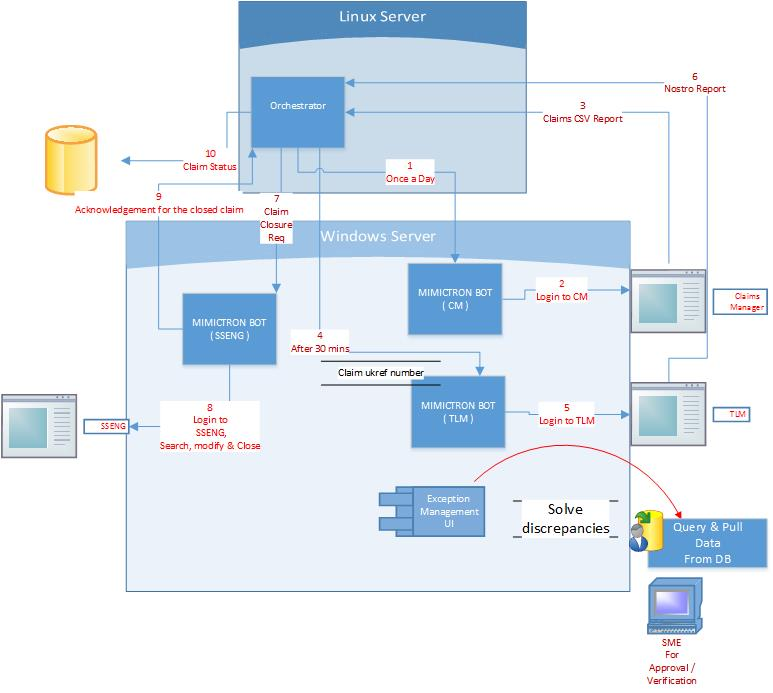 Linux Server
6
Nostro Report
Orchestrator
3
Claims CSV Report
10
Claim Status
1
Once a Day
9
Acknowledgement for the closed claim
7
Claim
Closure
Req
Windows Server
MIMICTRON BOT
( CM )
2
Login to CM
Claims
Manager
MIMICTRON BOT
( SSENG )
4
After 30 mins
Claim ukref number
MIMICTRON BOT
( TLM )
5
Login to TLM
TLM
8
Login to
SSENG,
Search, modify & Close
SSENG
Exception
Management
UI
Solve
discrepancies
Query & Pull
Data
From DB
SME
For
Approval /
Verification